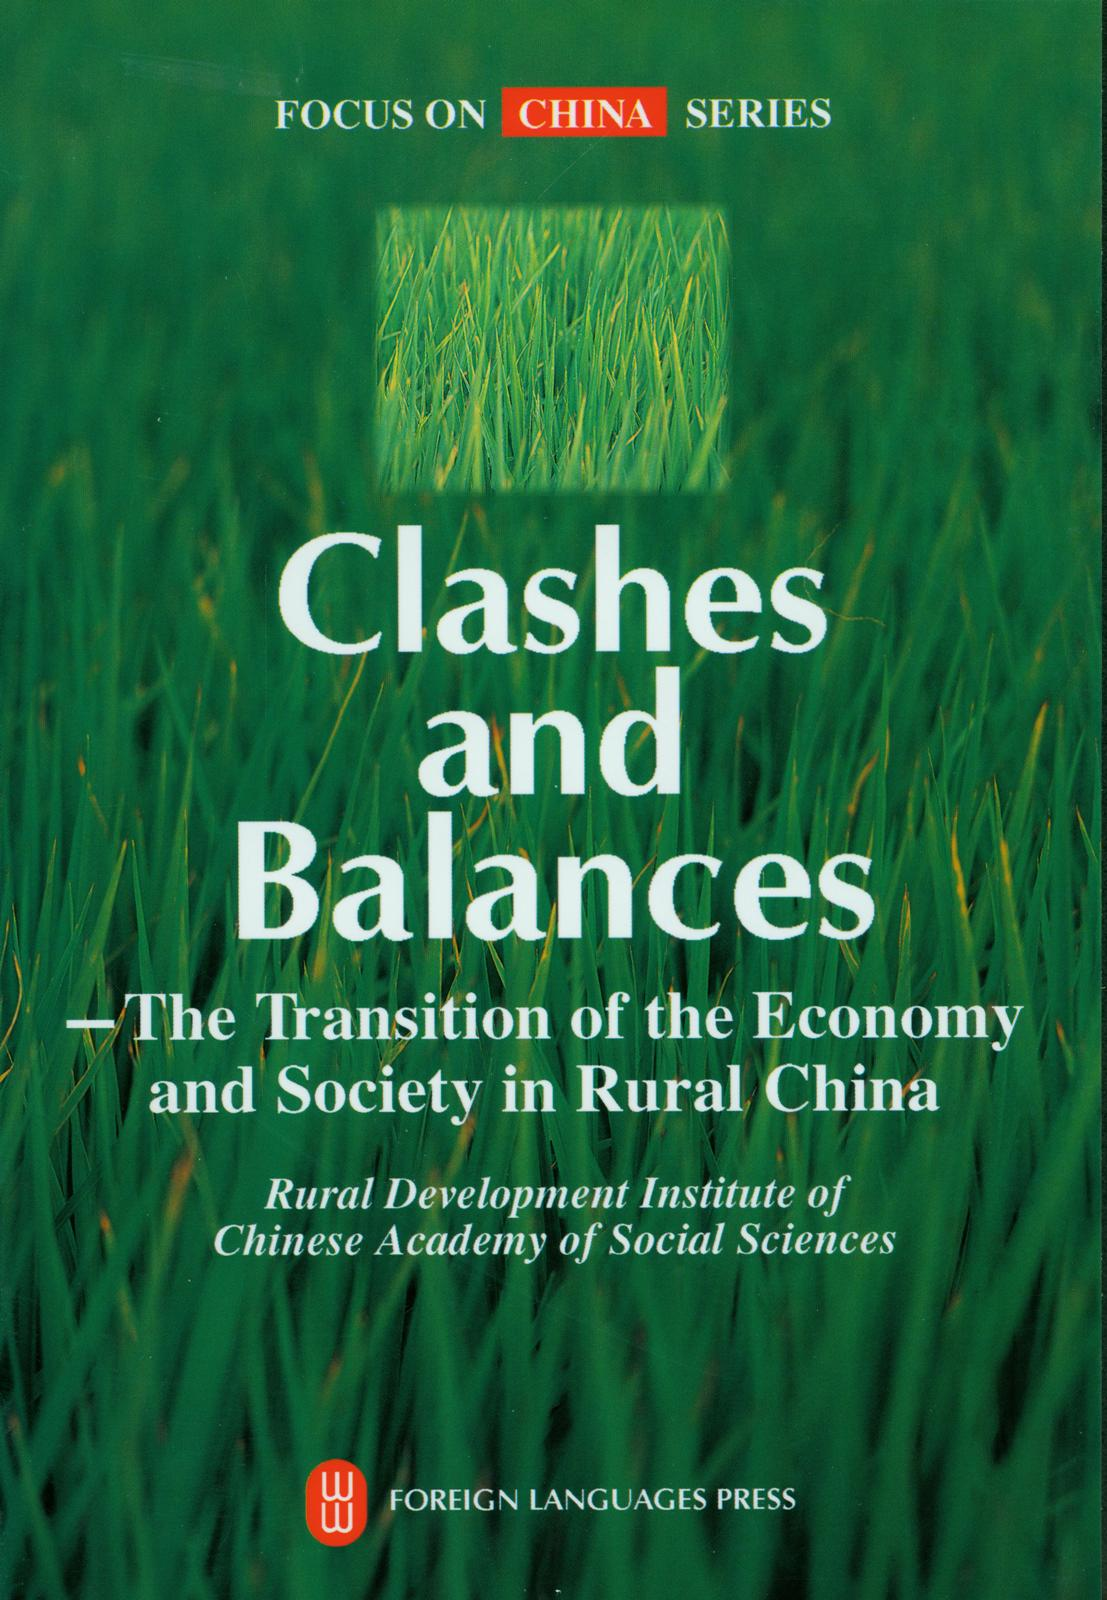 FOCUS ON CHINA SERIES
Clashes
and
Balances
—The Transition of the Economy
and Society in Rural China
Rural Development Institute of
Chinese Academy of Social Sciences
FOREIGN LANGUAGES PRESS